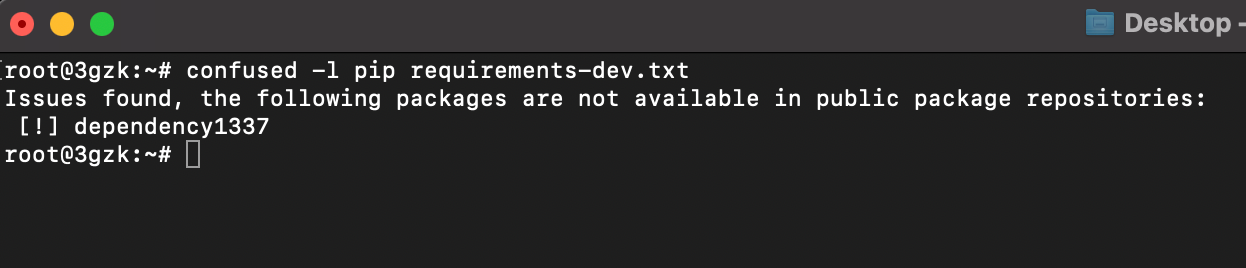 Desktop —
root@3gzk:~# confused -l pip requirements-dev.txt
Issues found, the following packages are not available in public package repositories:
[!] dependency1337
root@3gzk:~#